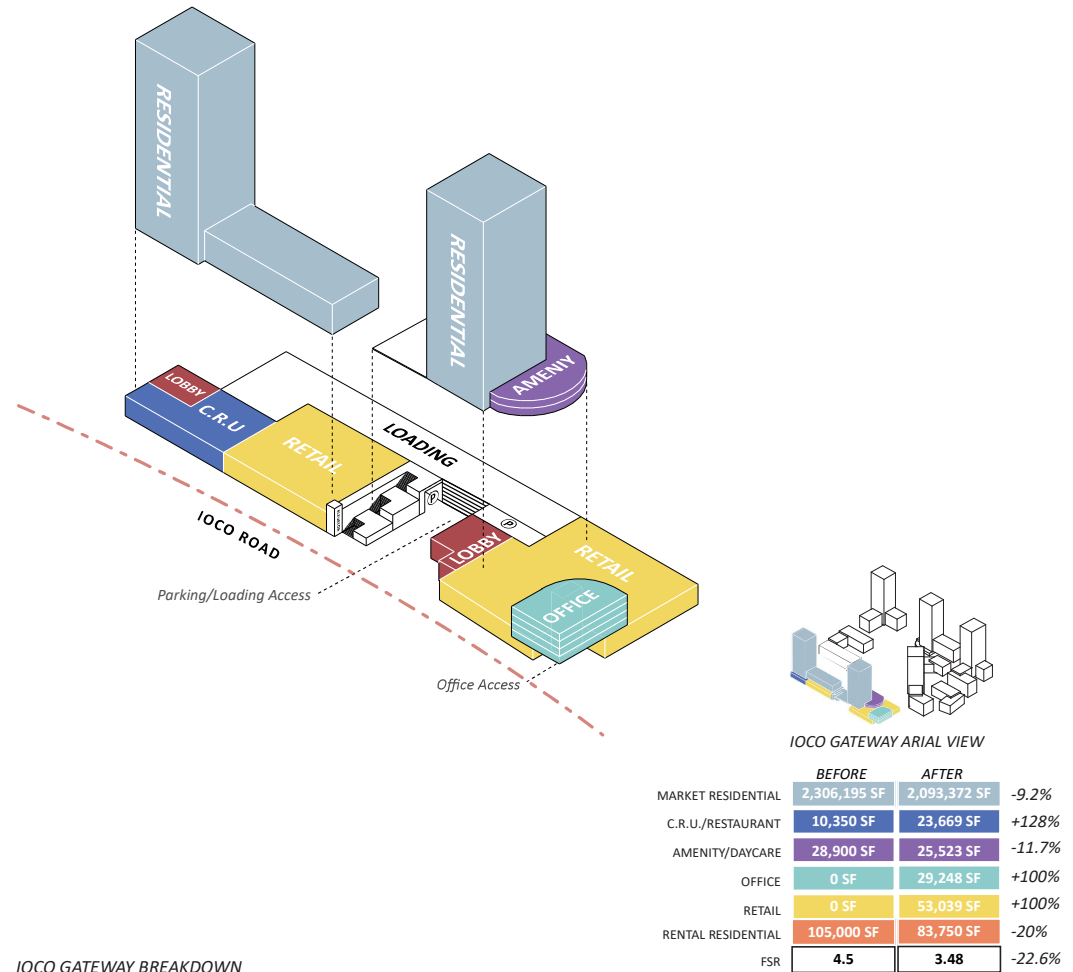 RESIDENTIAL
RESIDENTIAL
AMENIY
LOBBY
C.R.U
RETAIL
LOADING
P
P
IOCO ROAD
LOBBY
RETAIL
OFFICE
Parking/Loading Access
Office Access
IOCO GATEWAY ARIAL VIEW
BEFORE AFTER
MARKET RESIDENTIAL 2,306,195 SF 2,093,372 SF -9.2%
C.R.U./RESTAURANT 10,350 SF 23,669 SF +128%
AMENITY/DAYCARE 28,900 SF 25,523 SF -11.7%
OFFICE 0 SF 29,248 SF +100%
RETAIL 0 SF 53,039 SF +100%
RENTAL RESIDENTIAL 105,000 SF 83,750 SF -20%
FSR 4.5 3.48 -22.6%
IOCO GATEWAY BREAKDOWN